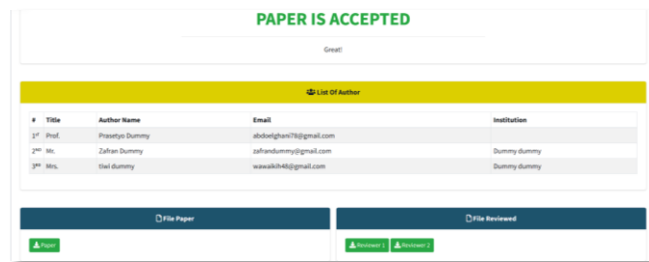 PAPER IS ACCEPTED
Great!
List Of Author
# Title Author Name Email Institution
1st Prof. Prasetyo Dummy abdoelghani78@gmail.com
2nd Mr. Zafran Dummy zafrandummy@gmail.com Dummy dummy
3rd Mrs. tiwi dummy wawaikih48@gmail.com Dummy dummy
File Paper
File Reviewed
Paper
Reviewer 1 Reviewer 2